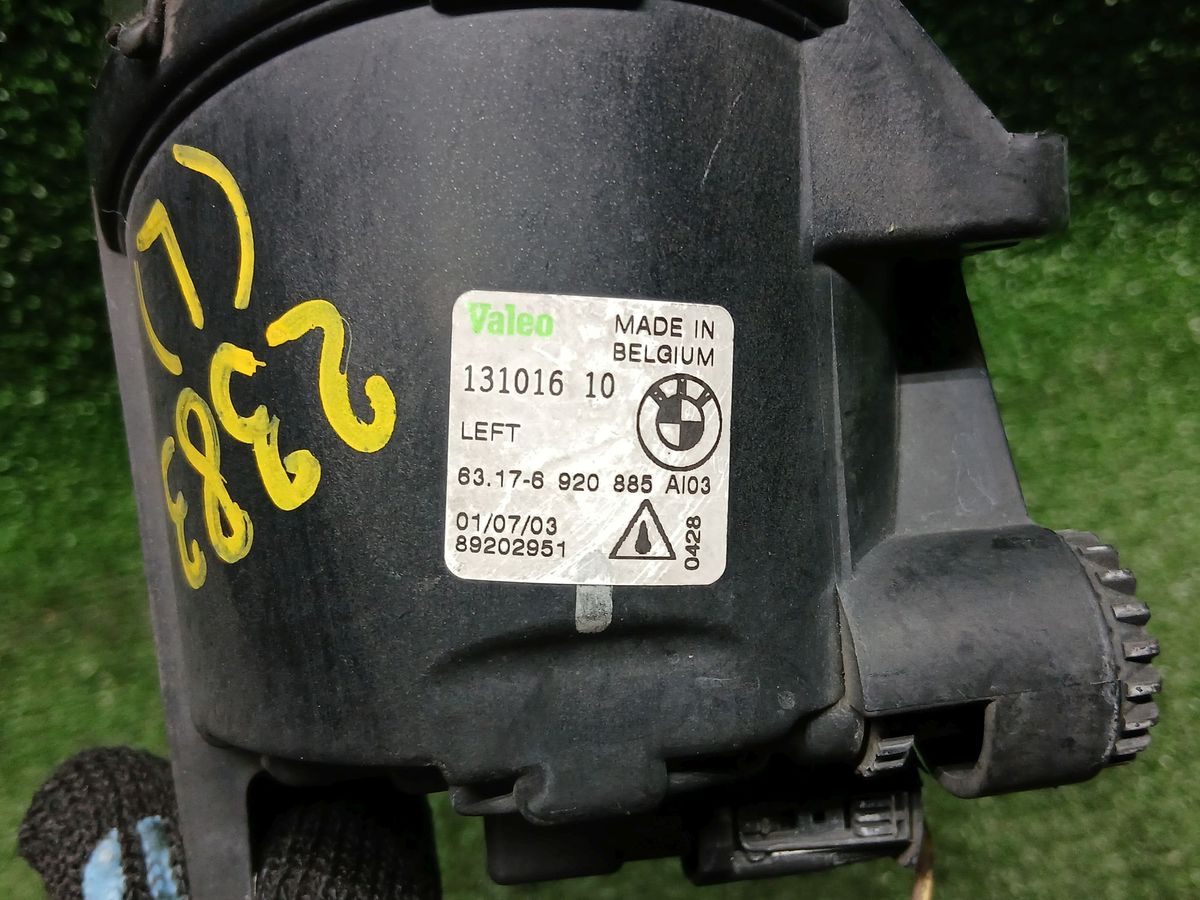 Valeo
MADE IN
BELGIUM
131016 10
LEFT
63.17-6 920 885 AI03
01/07/03
89202951
0428